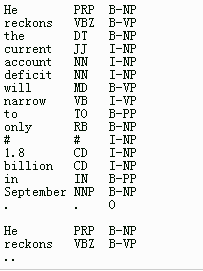 He PRP B-NP
reckons VBZ B-VP
the DT B-NP
current JJ I-NP
account NN I-NP
deficit NN I-NP
will MD B-VP
narrow VB I-VP
to TO B-PP
only RB B-NP
# # I-NP
1.8 CD I-NP
billion CD I-NP
in IN B-PP
September NNP B-NP
. . O
He PRP B-NP
reckons VBZ B-VP
..